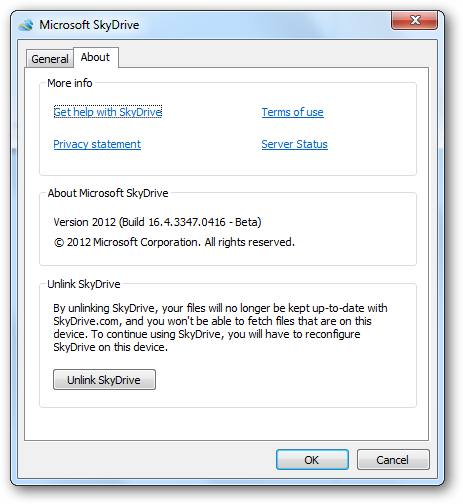 Microsoft SkyDrive
General About
More info
Get help with SkyDrive Terms of use
Privacy statement Server Status
About Microsoft SkyDrive
Version 2012 (Build 16.4.3347.0416 - Beta)
© 2012 Microsoft Corporation. All rights reserved.
Unlink SkyDrive
By unlinking SkyDrive, your files will no longer be kept up-to-date with
SkyDrive.com, and you won't be able to fetch files that are on this
device. To continue using SkyDrive, you will have to reconfigure
SkyDrive on this device.
Unlink SkyDrive
OK Cancel